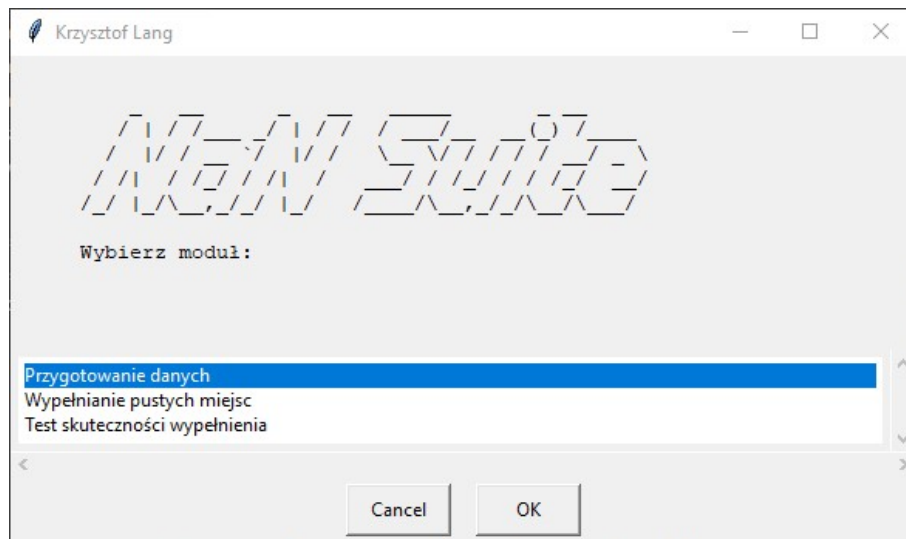 Krzysztof Lang
NaN Suite
Wybierz moduł:
Przygotowanie danych
Wypełnianie pustych miejsc
Test skuteczności wypełnienia
Cancel
OK